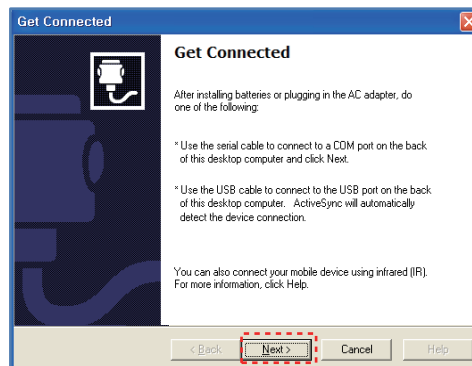 Get Connected
Get Connected
After installing batteries or plugging in the AC adapter, do
one of the following:
* Use the serial cable to connect to a COM port on the back
of this desktop computer and click Next.
* Use the USB cable to connect to the USB port on the back
of this desktop computer. ActiveSync will automatically
detect the device connection.
You can also connect your mobile device using infrared (IR).
For more information, click Help.
< Back Next > Cancel Help